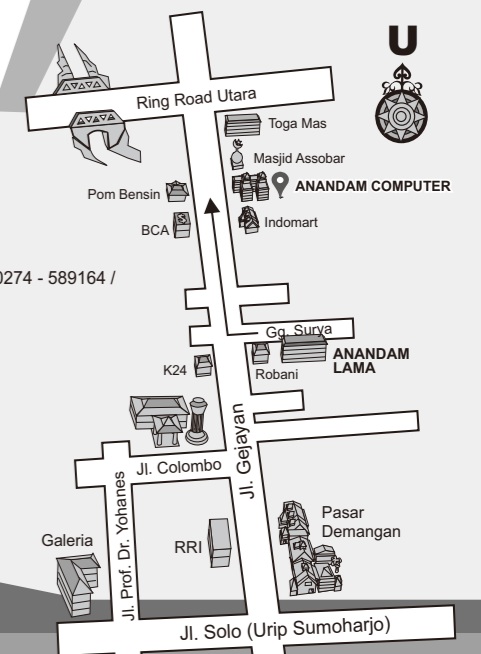 U
Ring Road Utara
Toga Mas
Masjid Assobar
ANANDAM COMPUTER
Pom Bensin
Indomart
BCA
0274 - 589164 /
Gg. Surya
ANANDAM
LAMA
K24
Robani
Jl. Gejayan
Jl. Colombo
Jl. Prof. Dr. Yohanes
Galeria
RRI
Pasar
Demangan
Jl. Solo (Urip Sumoharjo)